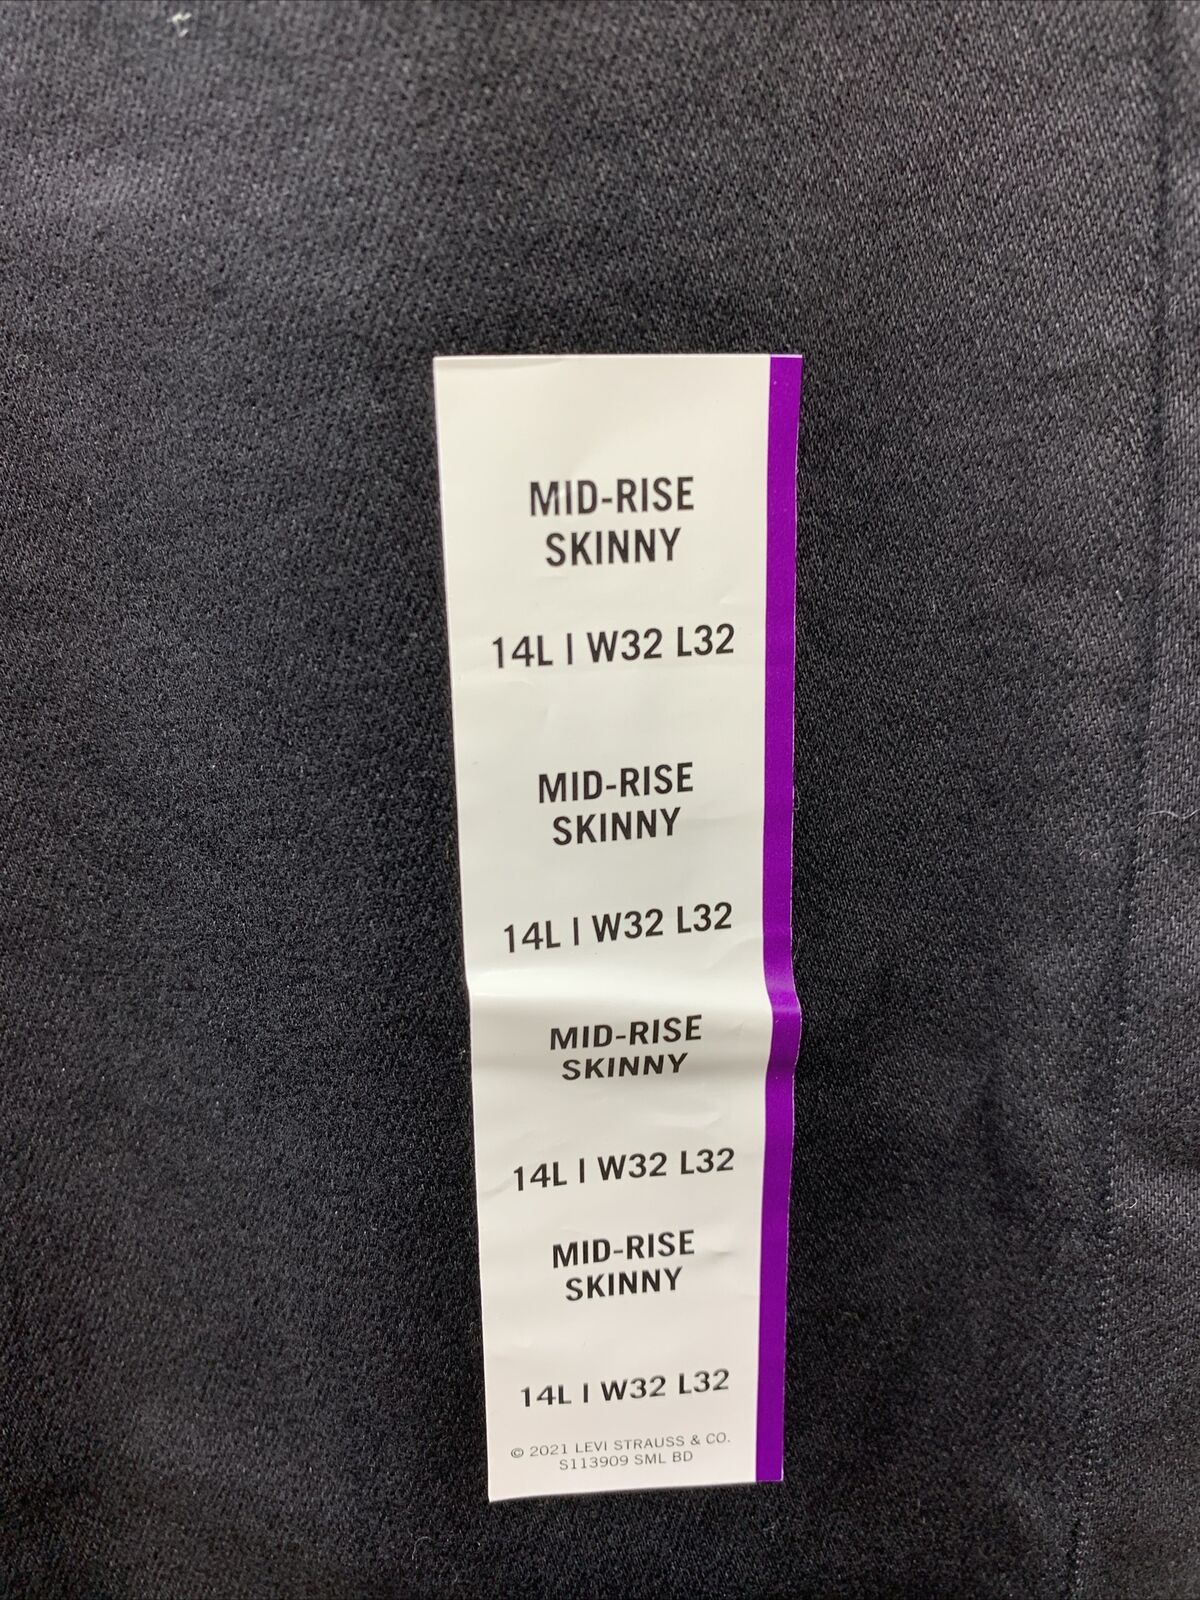 MID-RISE
SKINNY
14L | W32 L32
MID-RISE
SKINNY
14L | W32 L32
MID-RISE
SKINNY
14L | W32 L32
MID-RISE
SKINNY
14L | W32 L32
© 2021 LEVI STRAUSS & CO.
S113909 SML BD